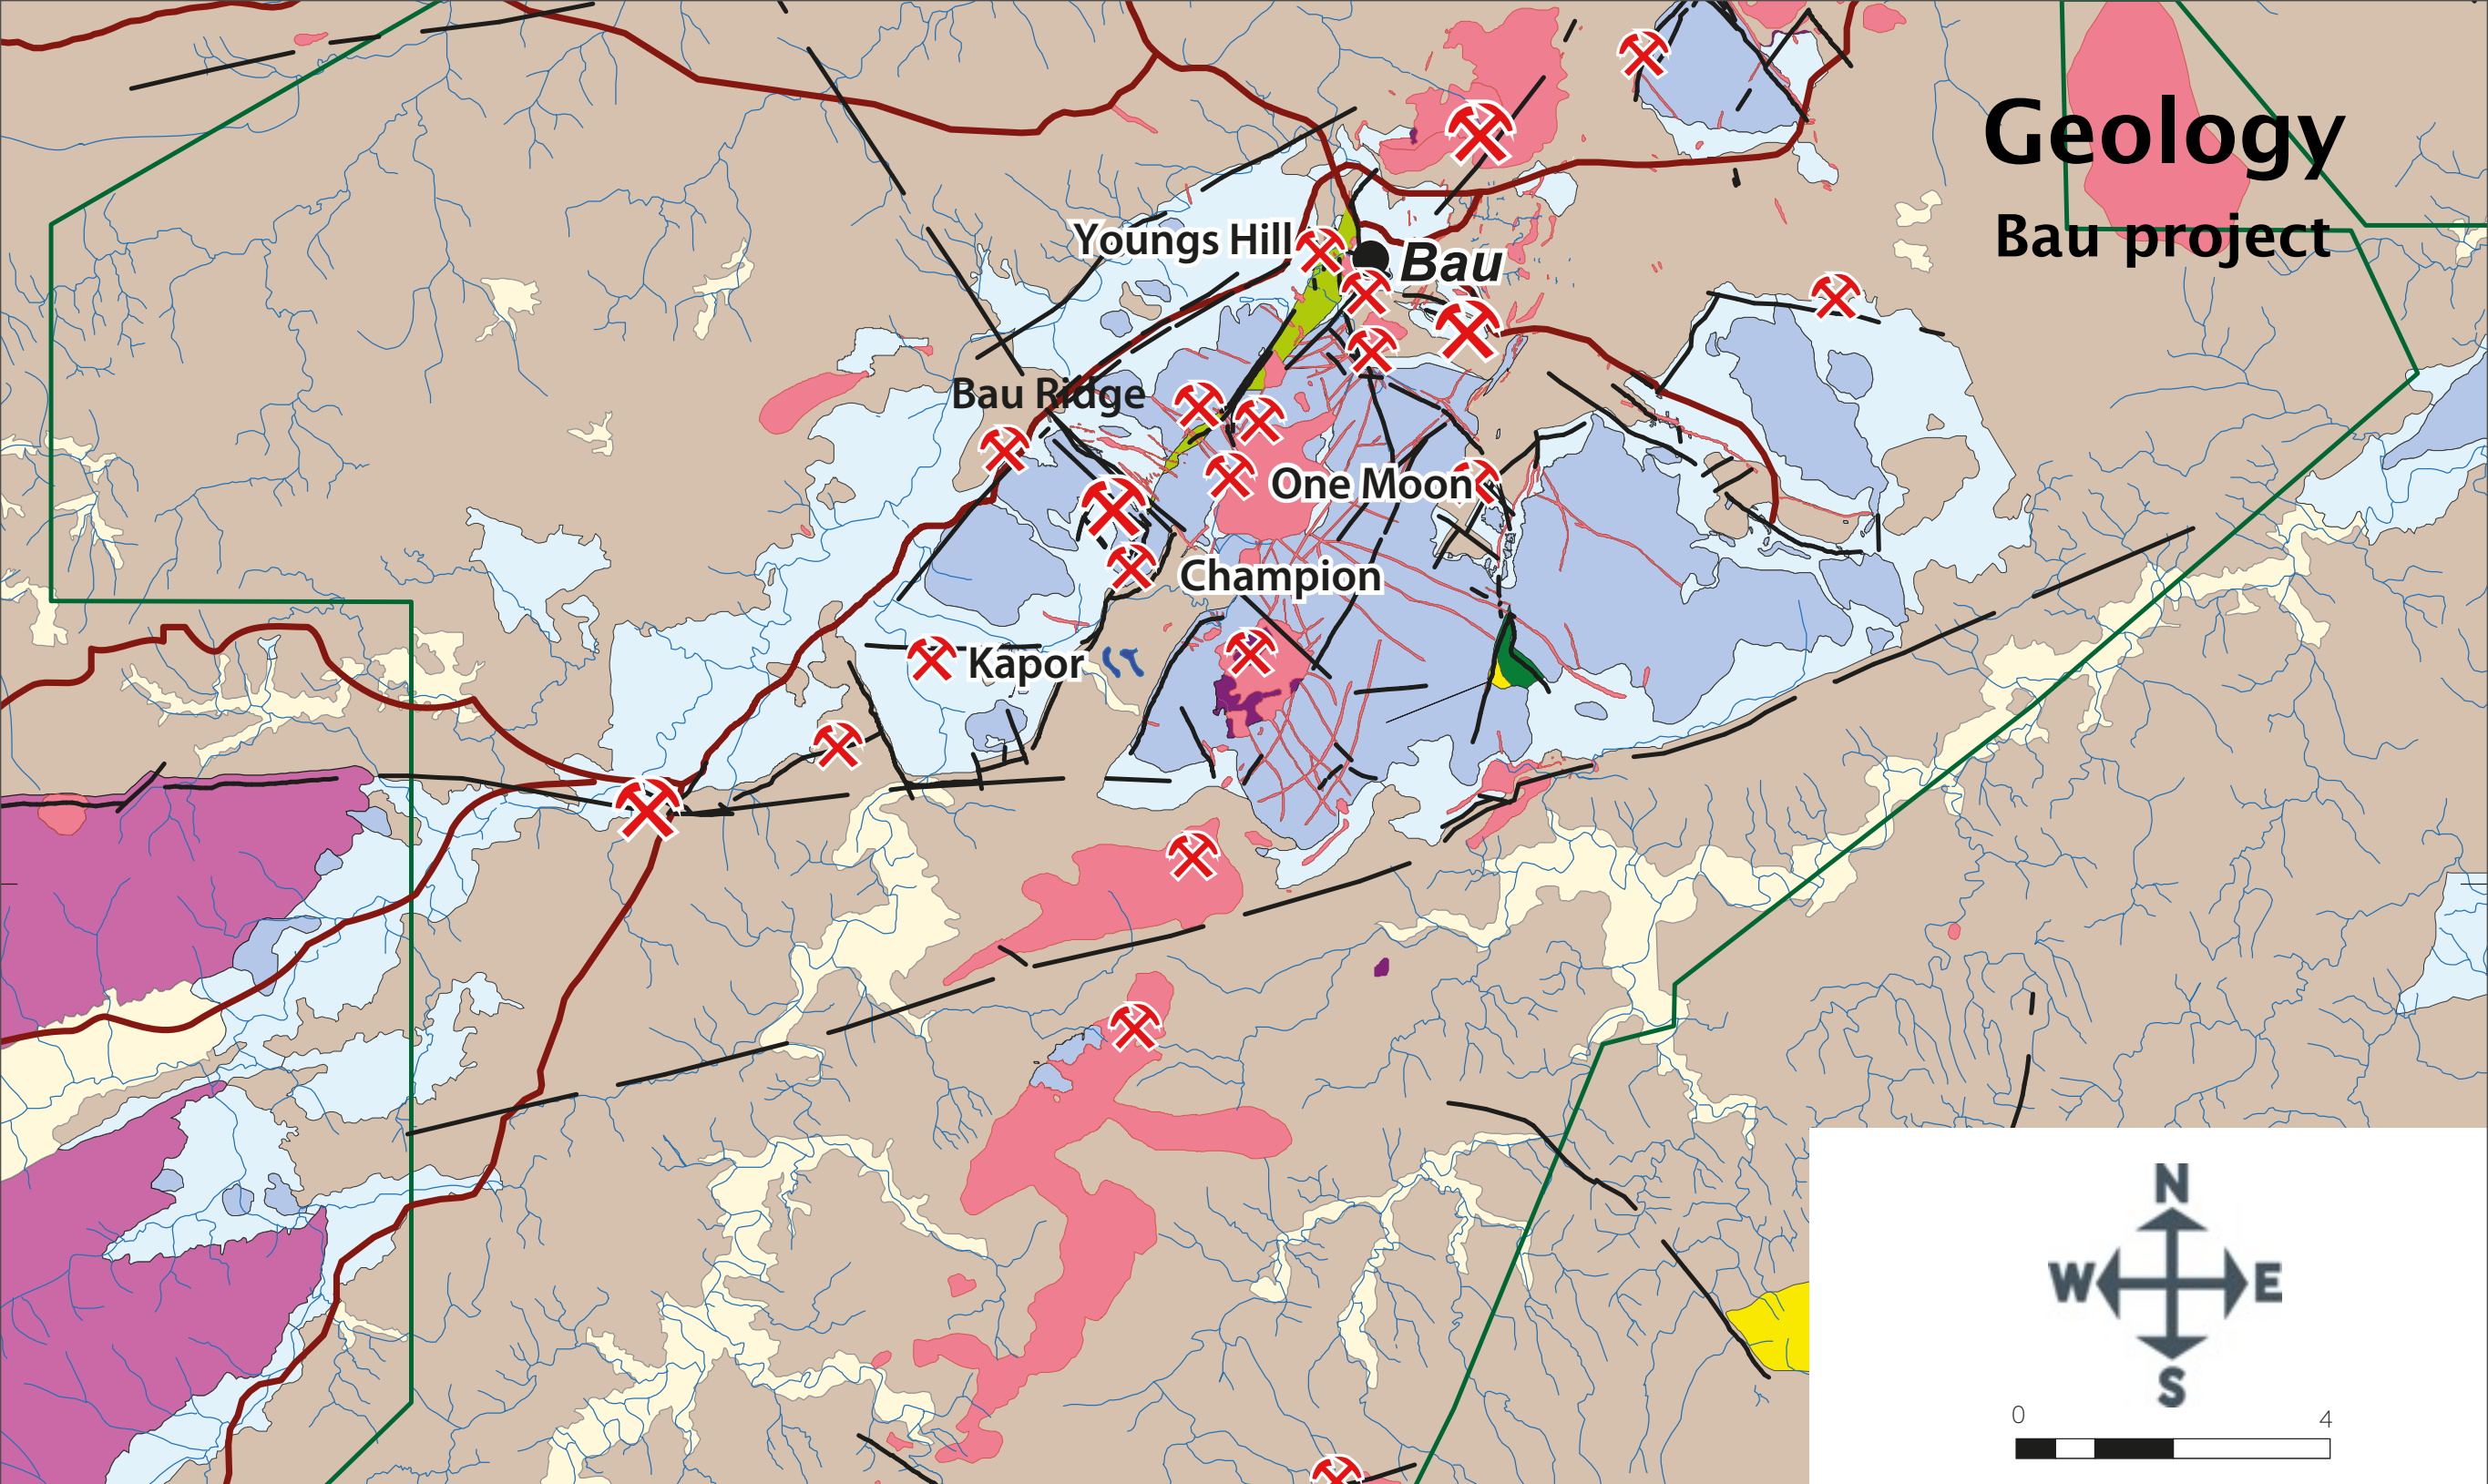 Geology
Bau project
Youngs Hill
Bau
Bau Ridge
One Moon
Champion
Kapor
N
W E
S
0 4